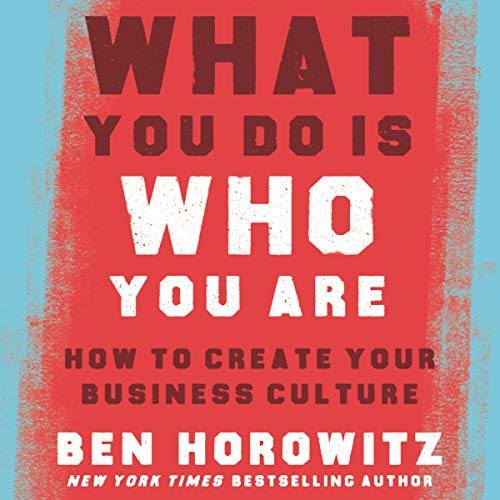 WHAT
YOU DO IS
WHO
YOU ARE
HOW TO CREATE YOUR
BUSINESS CULTURE
BEN HOROWITZ
NEW YORK TIMES BESTSELLING AUTHOR